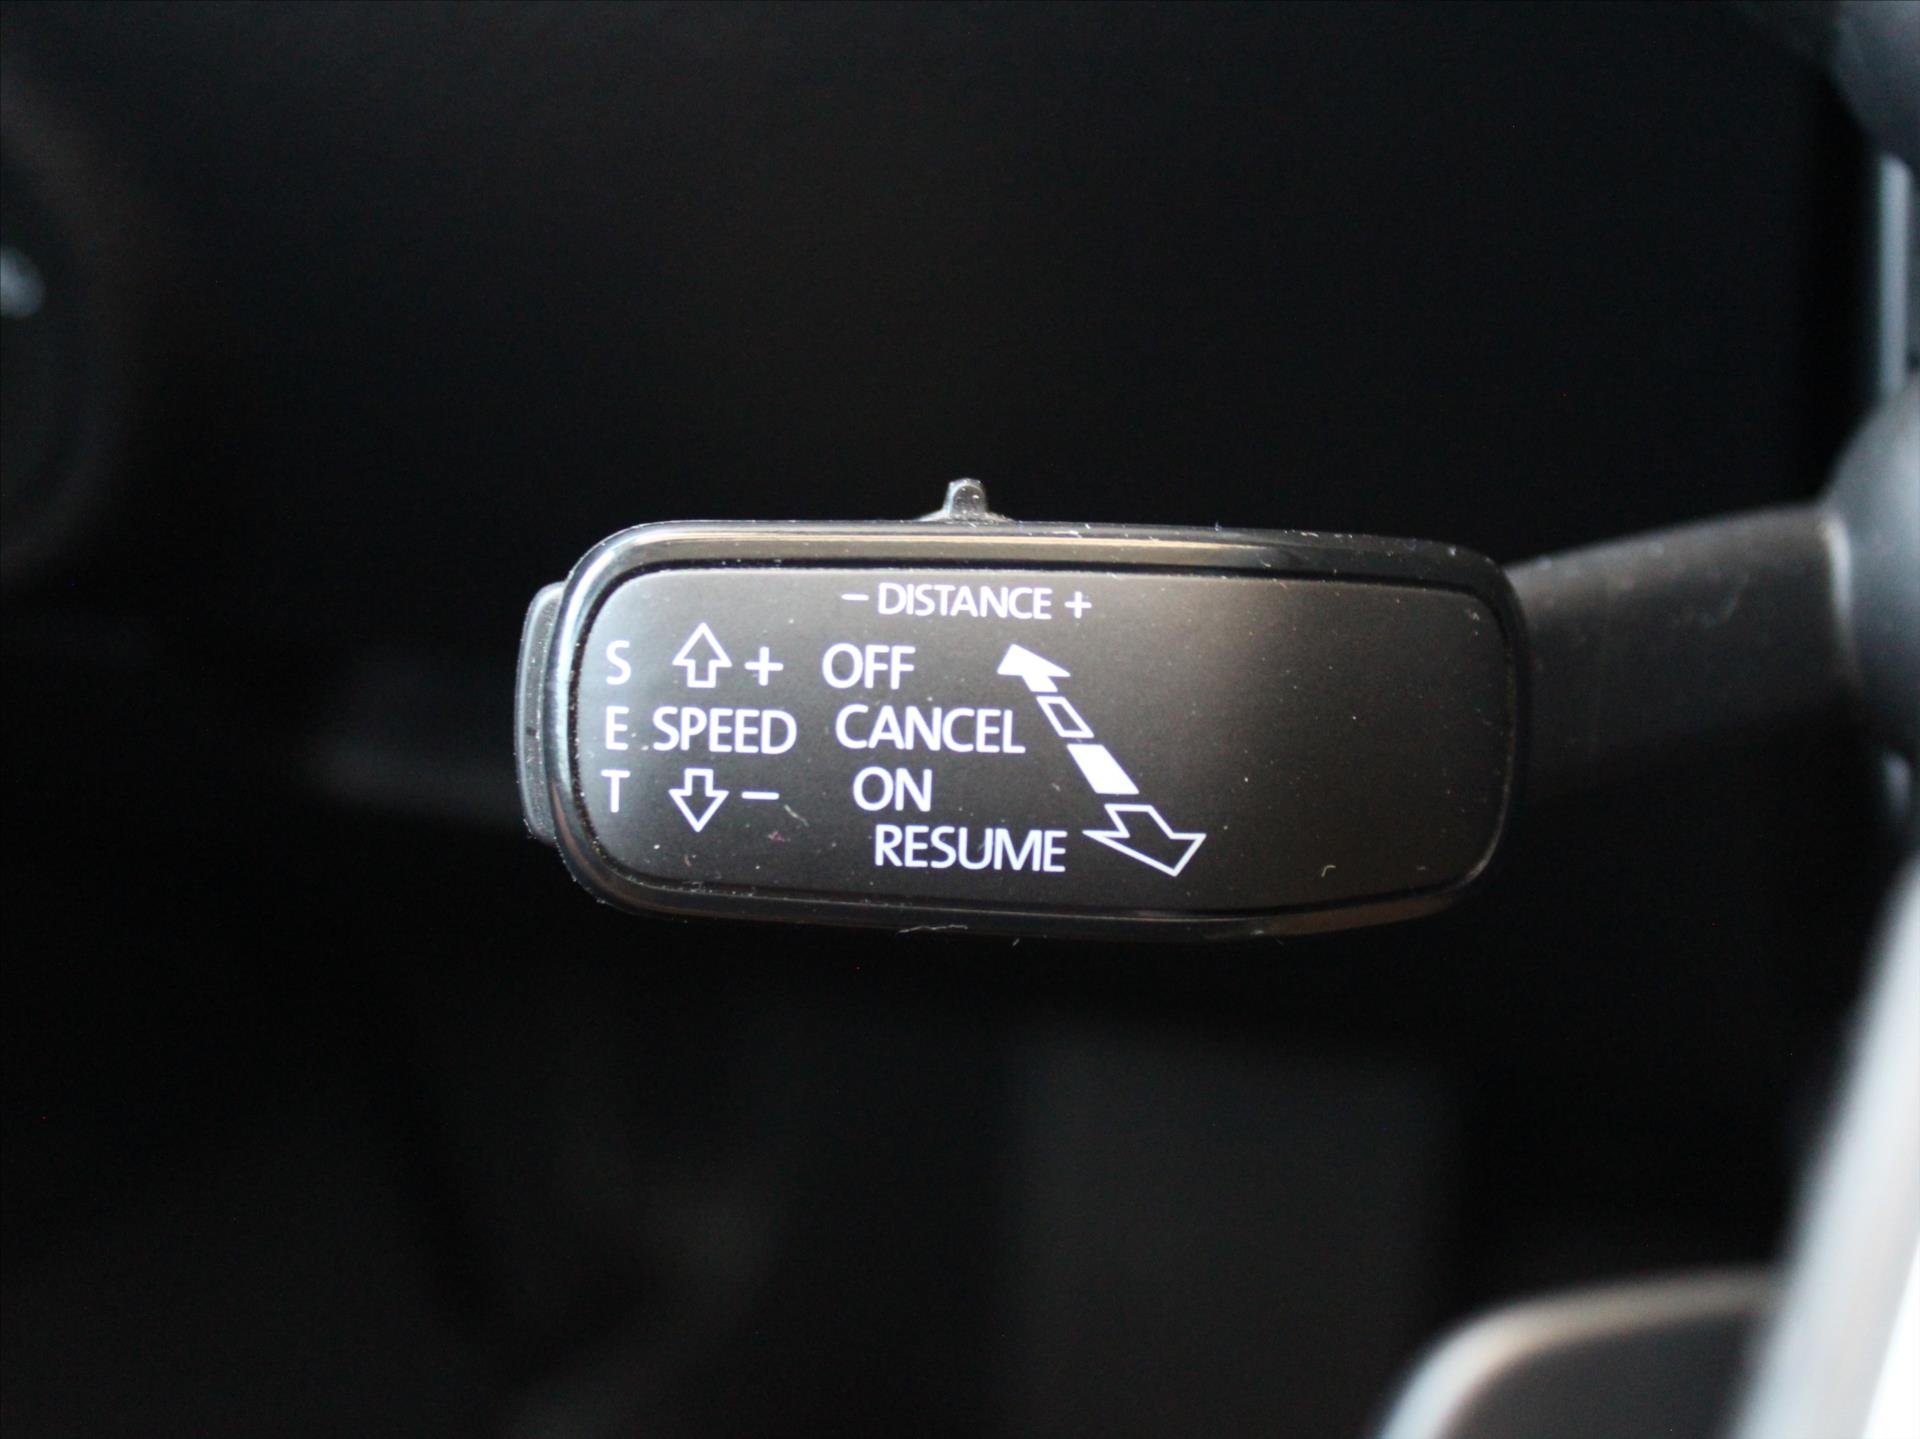 - DISTANCE +
S + OFF
E SPEED CANCEL
T - ON
RESUME